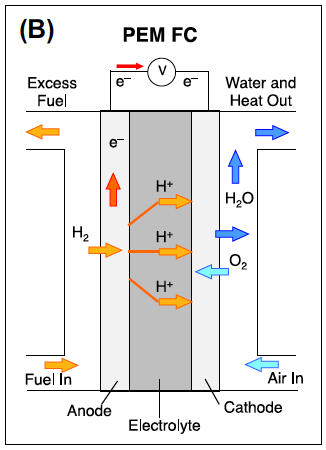 (B)
PEM FC
V
e⁻
e⁻
Excess
Fuel
Water and
Heat Out
e⁻
H⁺
H₂O
H₂
H⁺
O₂
H⁺
Fuel In
Air In
Anode
Cathode
Electrolyte